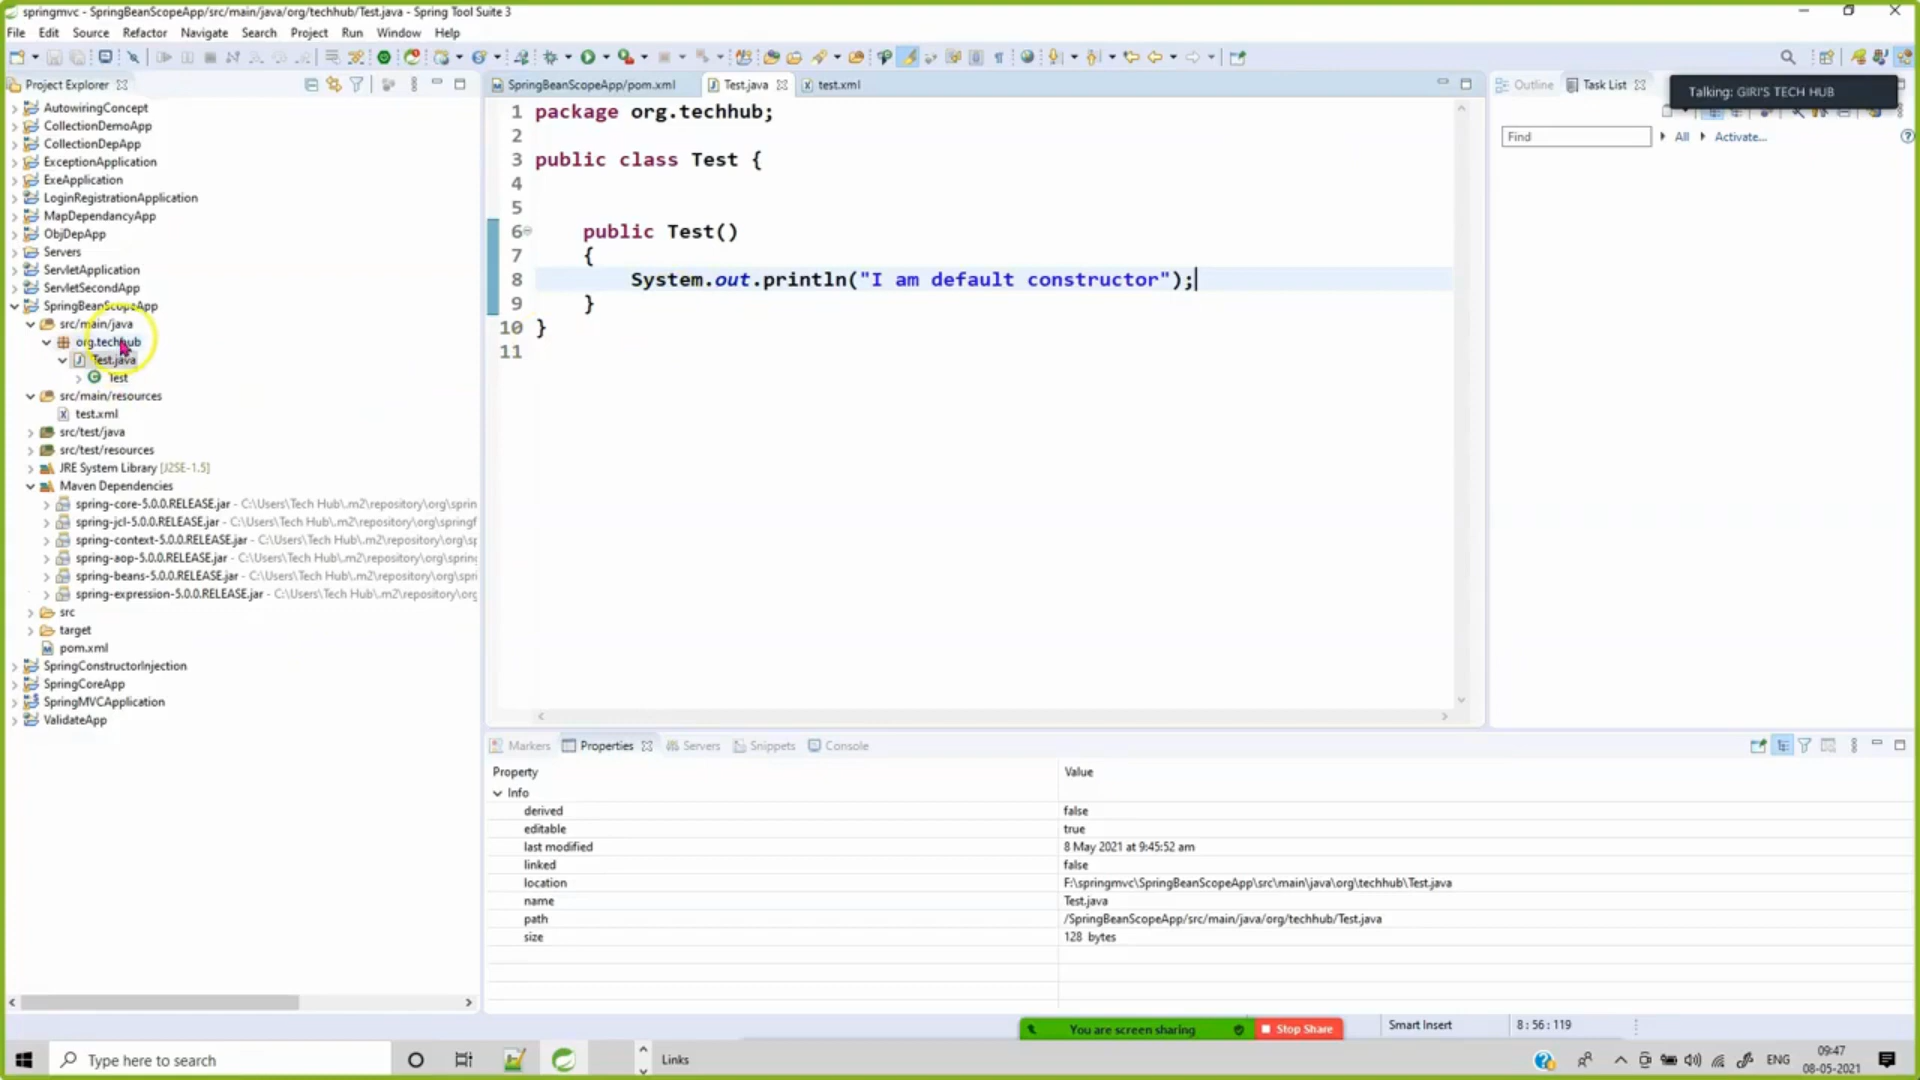 springmvc - SpringBeanScopeApp/src/main/java/org/techhub/Test.java - Spring Tool Suite 3
File Edit Source Refactor Navigate Search Project Run Window Help
Project Explorer
AutowiringConcept
CollectionDemoApp
CollectionDepApp
ExceptionApplication
ExeApplication
LoginRegistrationApplication
MapDependancyApp
ObjDepApp
Servers
ServletApplication
ServletSecondApp
SpringBeanScopeApp
src/main/java
org.techhub
Test.java
Test
src/main/resources
test.xml
src/test/java
src/test/resources
JRE System Library [J2SE-1.5]
Maven Dependencies
spring-core-5.0.0.RELEASE.jar - C:\Users\Tech Hub\.m2\repository\org\sprin
spring-jcl-5.0.0.RELEASE.jar - C:\Users\Tech Hub\.m2\repository\org\springf
spring-context-5.0.0.RELEASE.jar - C:\Users\Tech Hub\.m2\repository\org\sp
spring-aop-5.0.0.RELEASE.jar - C:\Users\Tech Hub\.m2\repository\org\spring
spring-beans-5.0.0.RELEASE.jar - C:\Users\Tech Hub\.m2\repository\org\spri
spring-expression-5.0.0.RELEASE.jar - C:\Users\Tech Hub\.m2\repository\org
src
target
pom.xml
SpringConstructorInjection
SpringCoreApp
SpringMVCApplication
ValidateApp
SpringBeanScopeApp/pom.xml Test.java test.xml
1 package org.techhub;
2
3 public class Test {
4
5
6 public Test()
7 {
8 System.out.println("I am default constructor");
9 }
10 }
11
Outline Task List
Talking: GIRI'S TECH HUB
Find All Activate...
Markers Properties Servers Snippets Console
Property Value
Info
derived false
editable true
last modified 8 May 2021 at 9:45:52 am
linked false
location F:\springmvc\SpringBeanScopeApp\src\main\java\org\techhub\Test.java
name Test.java
path /SpringBeanScopeApp/src/main/java/org/techhub/Test.java
size 128 bytes
You are screen sharing Stop Share
Smart Insert 8 : 56 : 119
Type here to search
Links
ENG
09:47
08-05-2021